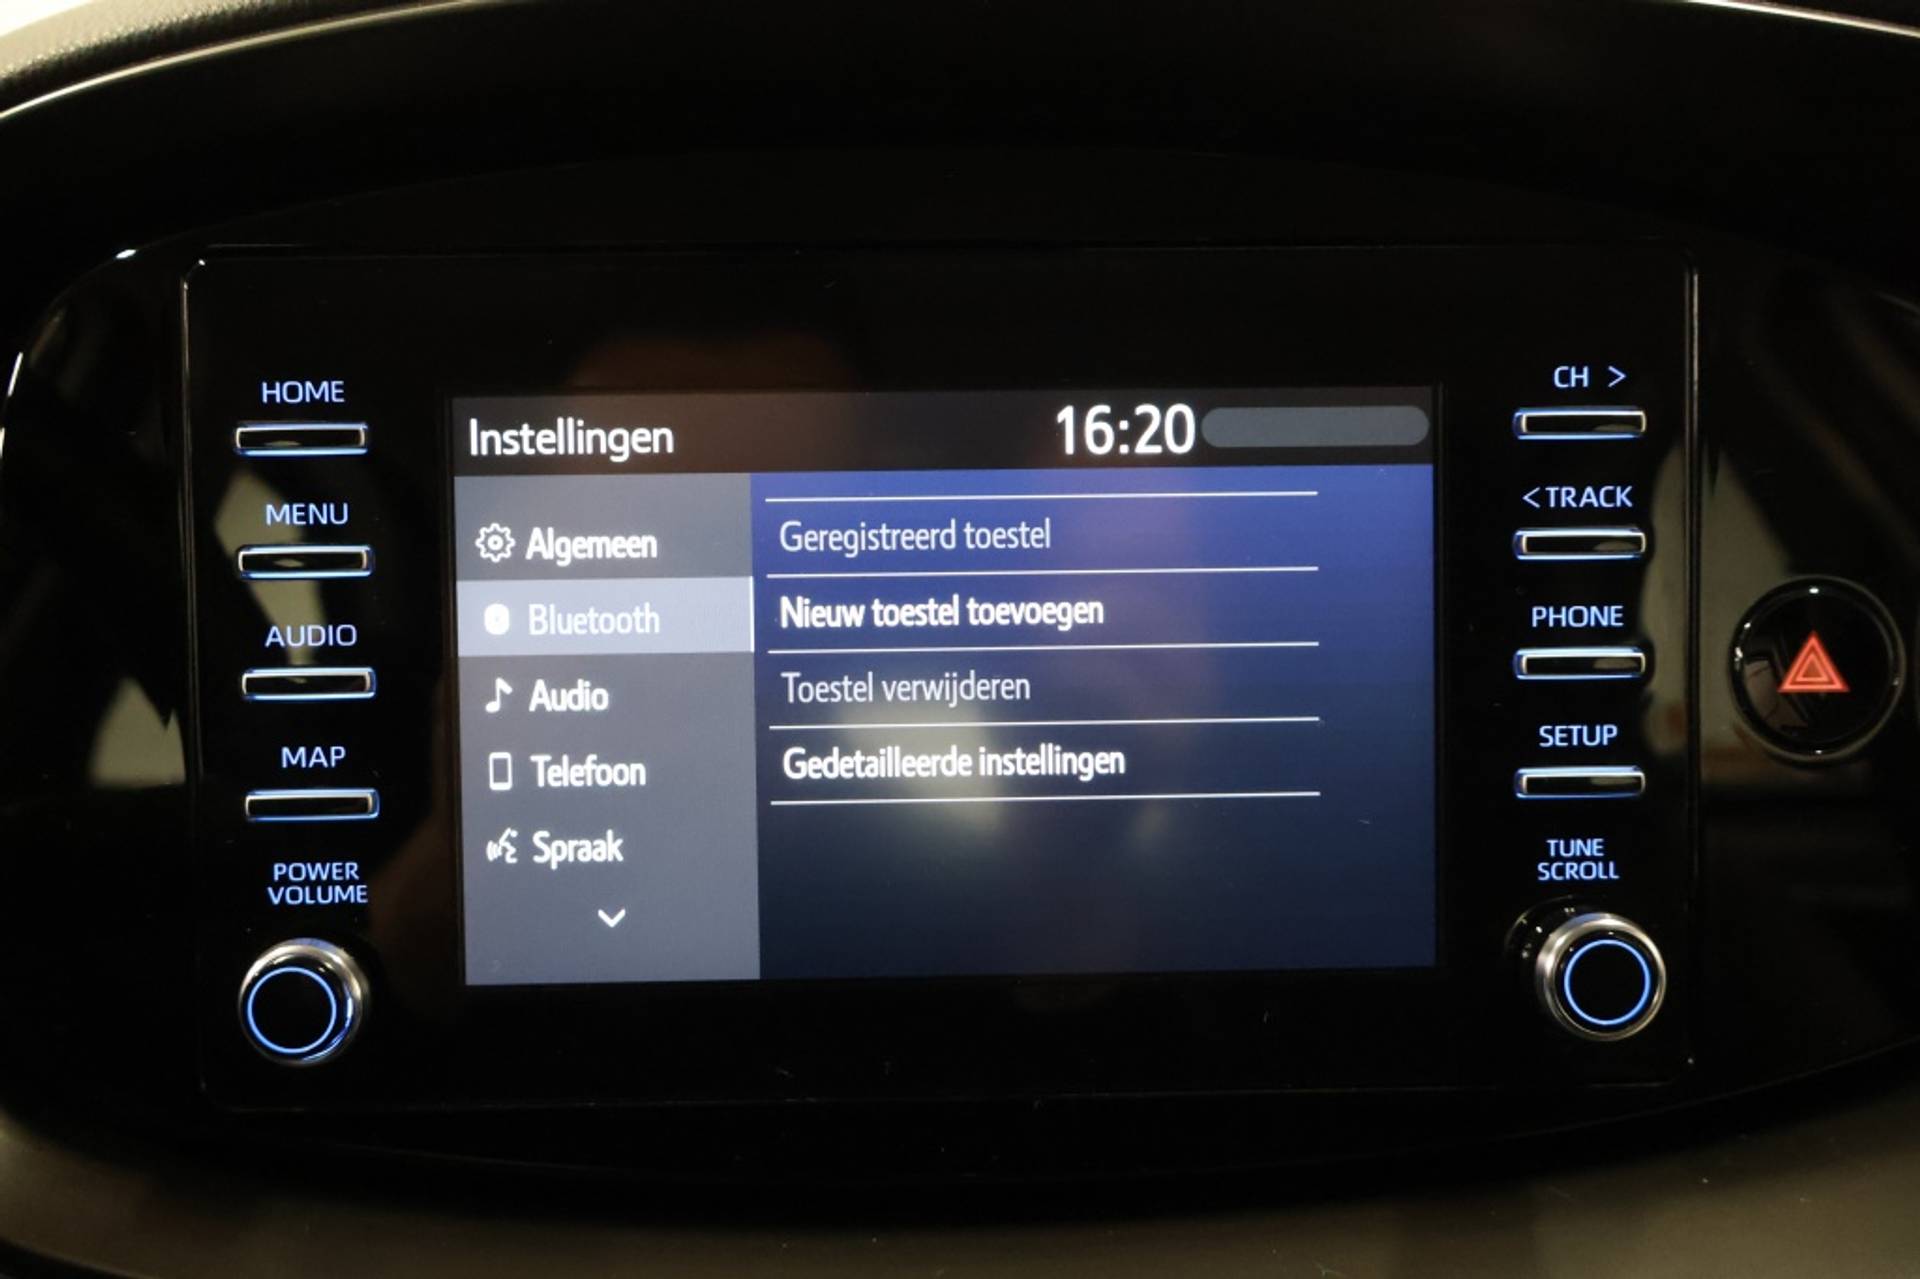 HOME
MENU
AUDIO
MAP
POWER
VOLUME
Instellingen
16:20
Algemeen
Bluetooth
Audio
Telefoon
Spraak
Geregistreerd toestel
Nieuw toestel toevoegen
Toestel verwijderen
Gedetailleerde instellingen
CH >
< TRACK
PHONE
SETUP
TUNE
SCROLL